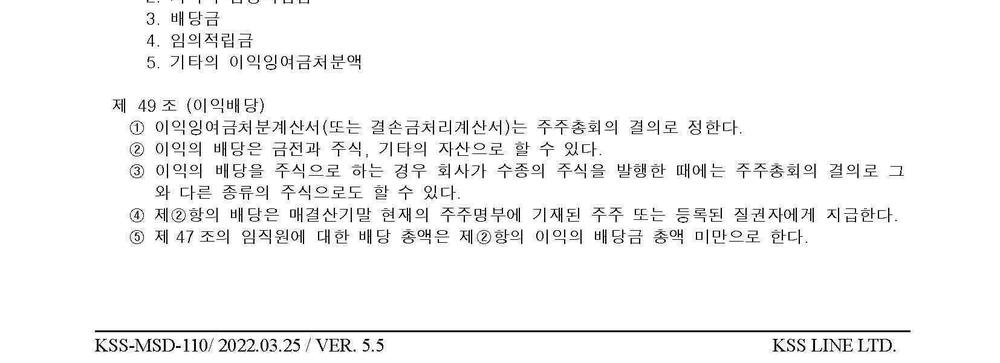 3. 배당금
4. 임의적립금
5. 기타의 이익잉여금처분액
제 49 조 (이익배당)
① 이익잉여금처분계산서(또는 결손금처리계산서)는 주주총회의 결의로 정한다.
② 이익의 배당은 금전과 주식, 기타의 자산으로 할 수 있다.
③ 이익의 배당을 주식으로 하는 경우 회사가 수종의 주식을 발행한 때에는 주주총회의 결의로 그
와 다른 종류의 주식으로도 할 수 있다.
④ 제②항의 배당은 매결산기말 현재의 주주명부에 기재된 주주 또는 등록된 질권자에게 지급한다.
⑤ 제 47 조의 임직원에 대한 배당 총액은 제②항의 이익의 배당금 총액 미만으로 한다.
KSS-MSD-110/ 2022.03.25 / VER. 5.5 KSS LINE LTD.